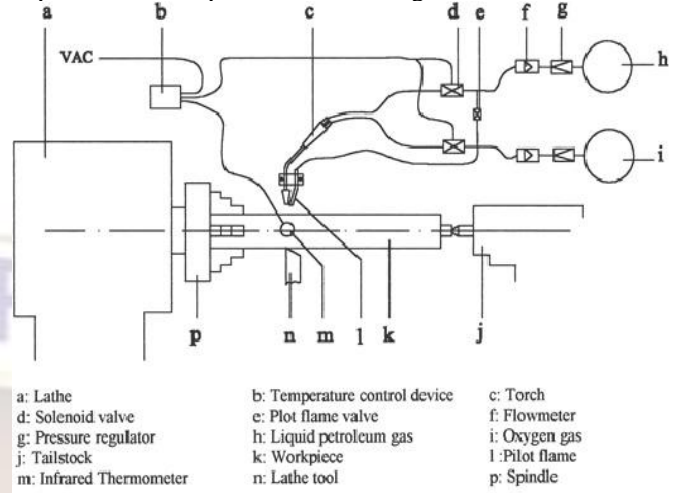 a b c d e f g
VAC
h
i
p n m l k j
a: Lathe b: Temperature control device c: Torch
d: Solenoid valve e: Plot flame valve f: Flowmeter
g: Pressure regulator h: Liquid petroleum gas i: Oxygen gas
j: Tailstock k: Workpiece l :Pilot flame
m: Infrared Thermometer n: Lathe tool p: Spindle